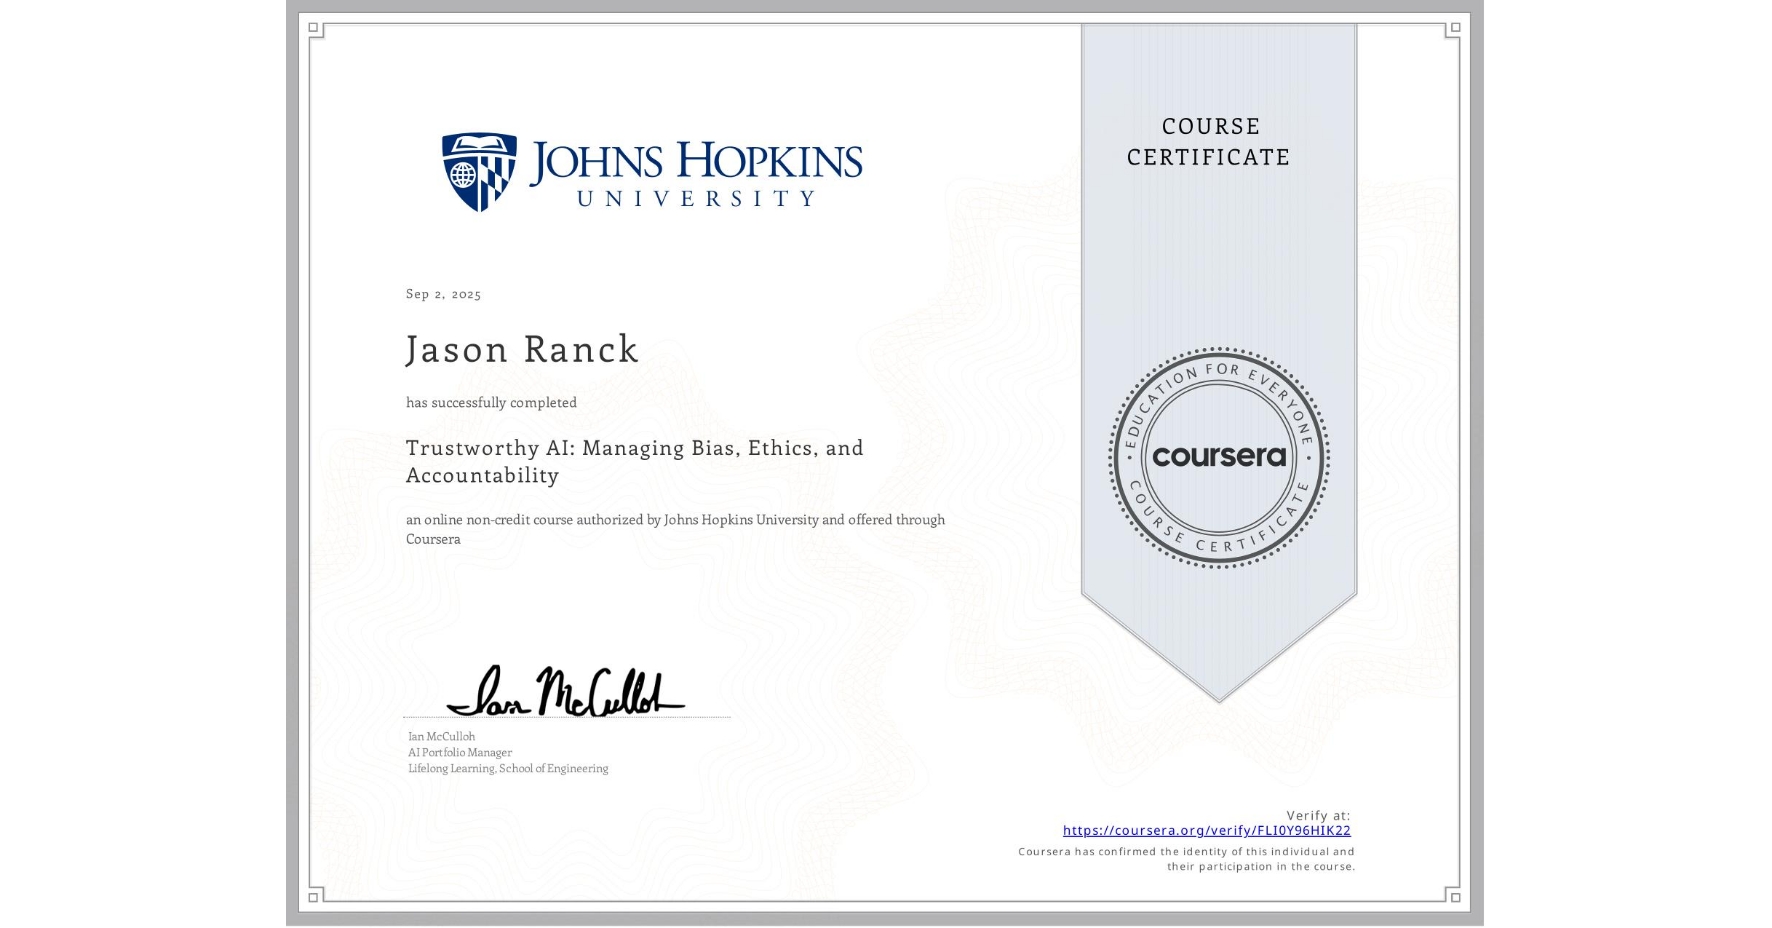 JOHNS HOPKINS
UNIVERSITY
COURSE
CERTIFICATE
Sep 2, 2025
Jason Ranck
has successfully completed
Trustworthy AI: Managing Bias, Ethics, and
Accountability
an online non-credit course authorized by Johns Hopkins University and offered through
Coursera
EDUCATION FOR EVERYONE
coursera
COURSE CERTIFICATE
Ian McCulloh
Ian McCulloh
AI Portfolio Manager
Lifelong Learning, School of Engineering
Verify at:
https://coursera.org/verify/FLI0Y96HIK22
Coursera has confirmed the identity of this individual and
their participation in the course.